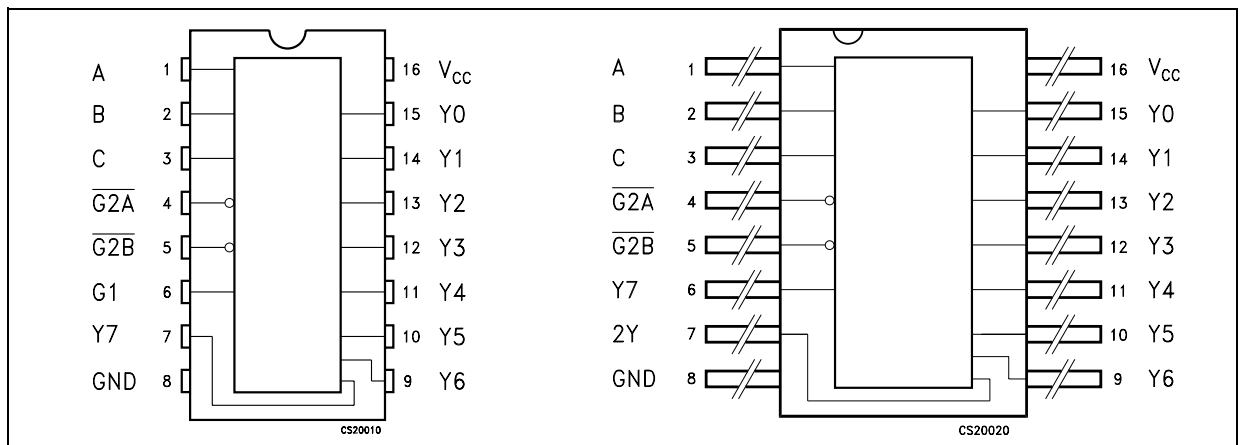 A 1 16 VCC
B 2 15 Y0
C 3 14 Y1
G2A 4 13 Y2
G2B 5 12 Y3
G1 6 11 Y4
Y7 7 10 Y5
GND 8 9 Y6
CS20010
A 1 16 VCC
B 2 15 Y0
C 3 14 Y1
G2A 4 13 Y2
G2B 5 12 Y3
Y7 6 11 Y4
2Y 7 10 Y5
GND 8 9 Y6
CS20020